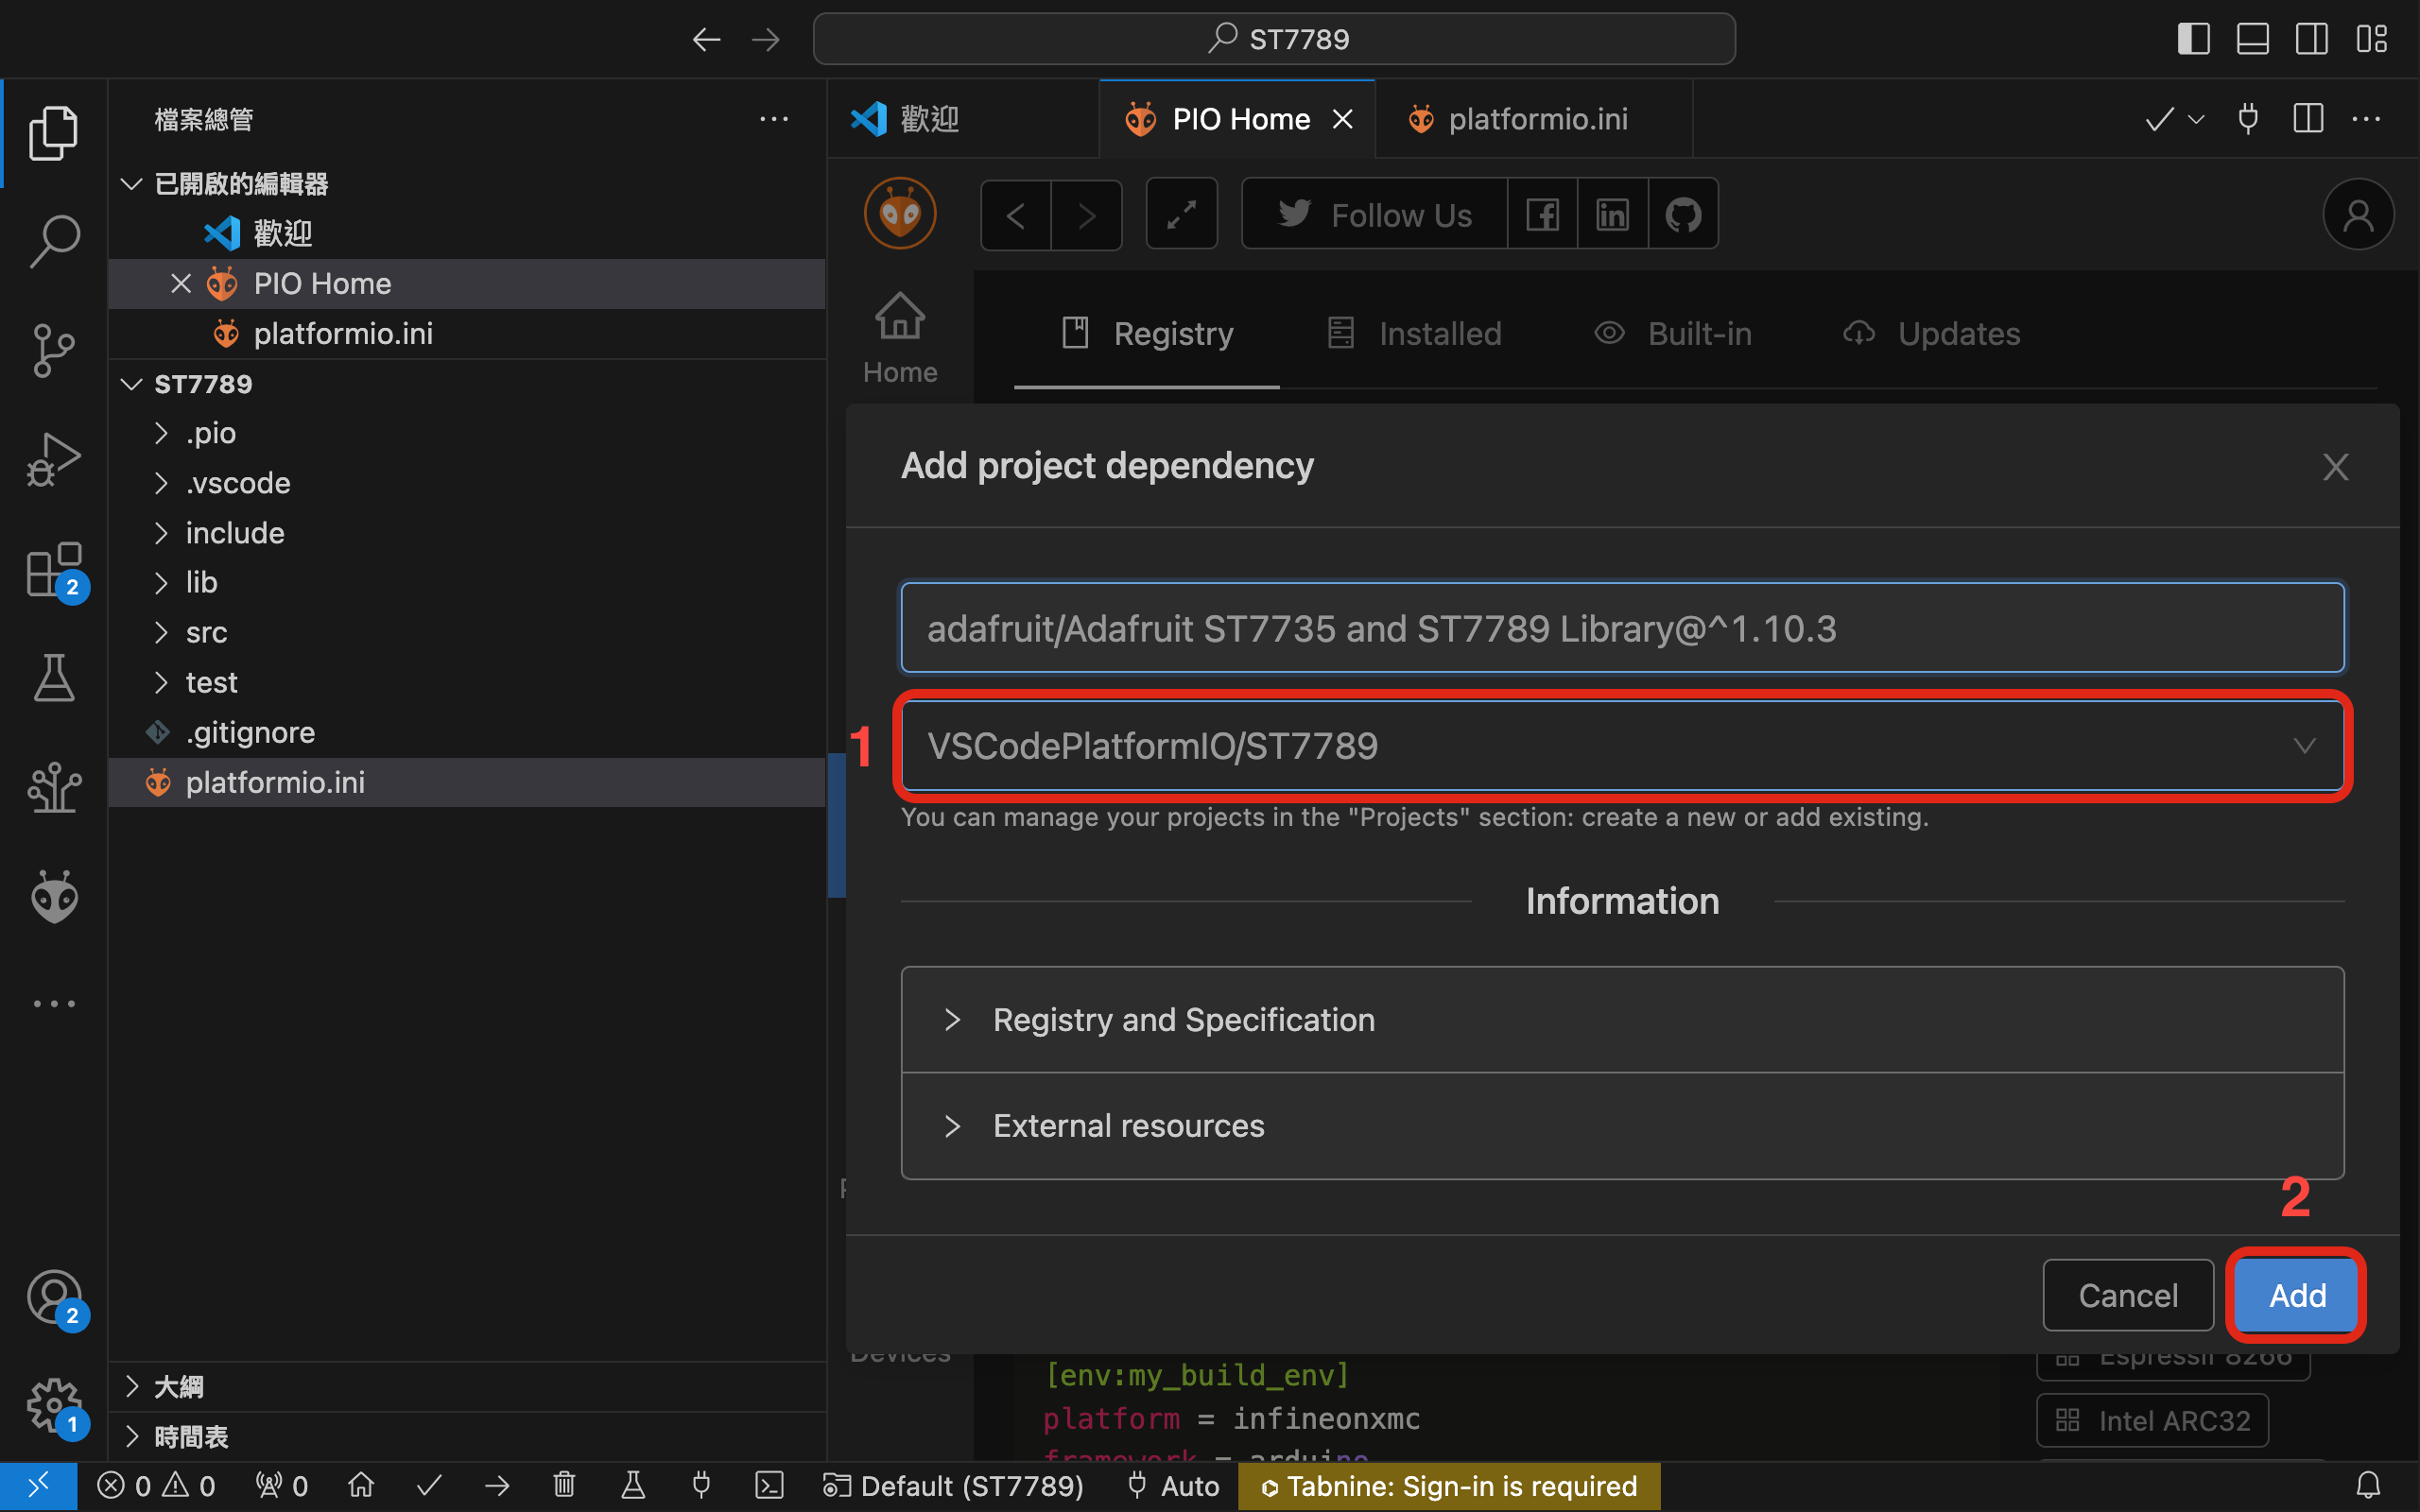 ST7789
檔案總管
歡迎
PIO Home
platformio.ini
已開啟的編輯器
歡迎
PIO Home
platformio.ini
ST7789
.pio
.vscode
include
lib
src
test
.gitignore
platformio.ini
2
2
1
大綱
時間表
Follow Us
Home
Registry
Installed
Built-in
Updates
Add project dependency
adafruit/Adafruit ST7735 and ST7789 Library@^1.10.3
1
VSCodePlatformIO/ST7789
You can manage your projects in the "Projects" section: create a new or add existing.
Information
Registry and Specification
External resources
2
Cancel
Add
Devices
[env:my_build_env]
platform = infineonxmc
framework = arduino
Espressif 8266
Intel ARC32
0 0 0
Default (ST7789)
Auto
Tabnine: Sign-in is required